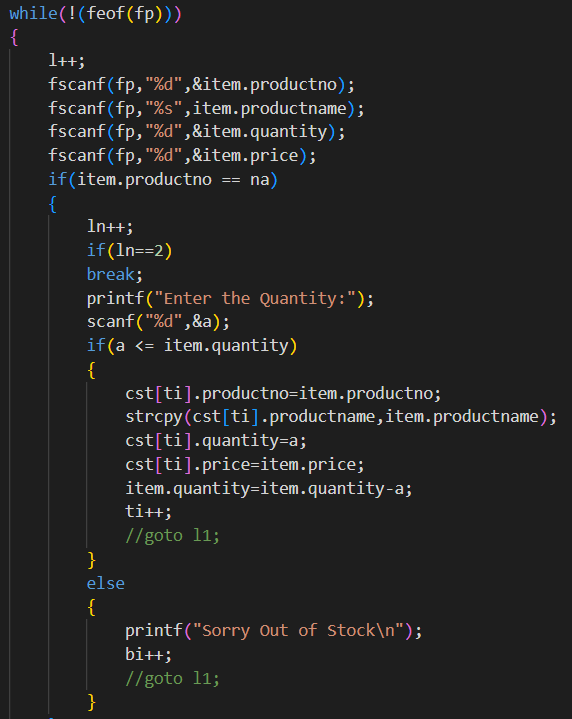 while(!(feof(fp)))
{
l++;
fscanf(fp,"%d",&item.productno);
fscanf(fp,"%s",item.productname);
fscanf(fp,"%d",&item.quantity);
fscanf(fp,"%d",&item.price);
if(item.productno == na)
{
ln++;
if(ln==2)
break;
printf("Enter the Quantity:");
scanf("%d",&a);
if(a <= item.quantity)
{
cst[ti].productno=item.productno;
strcpy(cst[ti].productname,item.productname);
cst[ti].quantity=a;
cst[ti].price=item.price;
item.quantity=item.quantity-a;
ti++;
//goto l1;
}
else
{
printf("Sorry Out of Stock\n");
bi++;
//goto l1;
}